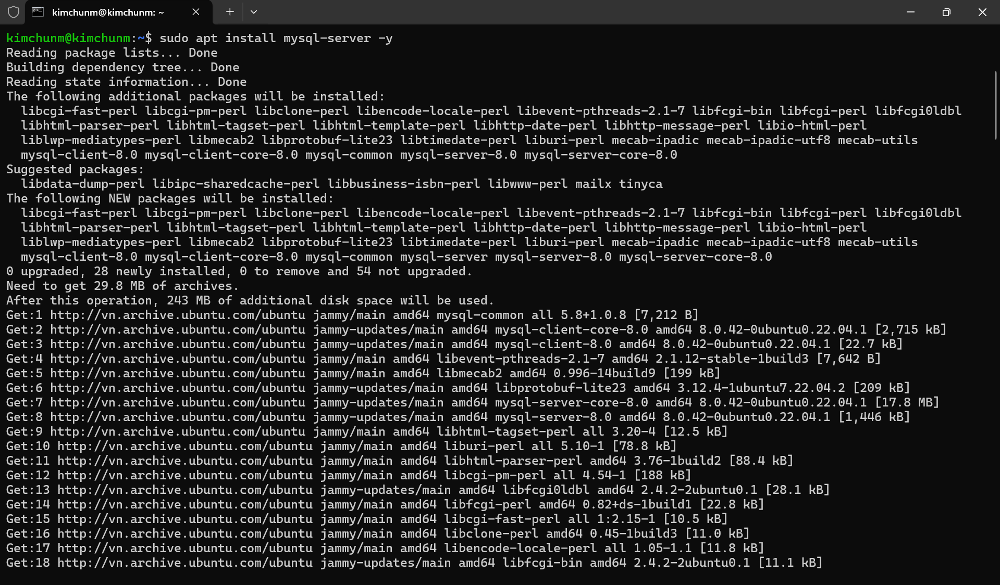 kimchunm@kimchunm: ~
kimchunm@kimchunm:~$ sudo apt install mysql-server -y
Reading package lists... Done
Building dependency tree... Done
Reading state information... Done
The following additional packages will be installed:
  libcgi-fast-perl libcgi-pm-perl libclone-perl libencode-locale-perl libevent-pthreads-2.1-7 libfcgi-bin libfcgi-perl libfcgi0ldbl
  libhtml-parser-perl libhtml-tagset-perl libhtml-template-perl libhttp-date-perl libhttp-message-perl libio-html-perl
  liblwp-mediatypes-perl libmecab2 libprotobuf-lite23 libtimedate-perl liburi-perl mecab-ipadic mecab-ipadic-utf8 mecab-utils
  mysql-client-8.0 mysql-client-core-8.0 mysql-common mysql-server-8.0 mysql-server-core-8.0
Suggested packages:
  libdata-dump-perl libipc-sharedcache-perl libbusiness-isbn-perl libwww-perl mailx tinyca
The following NEW packages will be installed:
  libcgi-fast-perl libcgi-pm-perl libclone-perl libencode-locale-perl libevent-pthreads-2.1-7 libfcgi-bin libfcgi-perl libfcgi0ldbl
  libhtml-parser-perl libhtml-tagset-perl libhtml-template-perl libhttp-date-perl libhttp-message-perl libio-html-perl
  liblwp-mediatypes-perl libmecab2 libprotobuf-lite23 libtimedate-perl liburi-perl mecab-ipadic mecab-ipadic-utf8 mecab-utils
  mysql-client-8.0 mysql-client-core-8.0 mysql-common mysql-server mysql-server-8.0 mysql-server-core-8.0
0 upgraded, 28 newly installed, 0 to remove and 54 not upgraded.
Need to get 29.8 MB of archives.
After this operation, 243 MB of additional disk space will be used.
Get:1 http://vn.archive.ubuntu.com/ubuntu jammy/main amd64 mysql-common all 5.8+1.0.8 [7,212 B]
Get:2 http://vn.archive.ubuntu.com/ubuntu jammy-updates/main amd64 mysql-client-core-8.0 amd64 8.0.42-0ubuntu0.22.04.1 [2,715 kB]
Get:3 http://vn.archive.ubuntu.com/ubuntu jammy-updates/main amd64 mysql-client-8.0 amd64 8.0.42-0ubuntu0.22.04.1 [22.7 kB]
Get:4 http://vn.archive.ubuntu.com/ubuntu jammy/main amd64 libevent-pthreads-2.1-7 amd64 2.1.12-stable-1build3 [7,642 B]
Get:5 http://vn.archive.ubuntu.com/ubuntu jammy/main amd64 libmecab2 amd64 0.996-14build9 [199 kB]
Get:6 http://vn.archive.ubuntu.com/ubuntu jammy-updates/main amd64 libprotobuf-lite23 amd64 3.12.4-1ubuntu7.22.04.2 [209 kB]
Get:7 http://vn.archive.ubuntu.com/ubuntu jammy-updates/main amd64 mysql-server-core-8.0 amd64 8.0.42-0ubuntu0.22.04.1 [17.8 MB]
Get:8 http://vn.archive.ubuntu.com/ubuntu jammy-updates/main amd64 mysql-server-8.0 amd64 8.0.42-0ubuntu0.22.04.1 [1,446 kB]
Get:9 http://vn.archive.ubuntu.com/ubuntu jammy/main amd64 libhtml-tagset-perl all 3.20-4 [12.5 kB]
Get:10 http://vn.archive.ubuntu.com/ubuntu jammy/main amd64 liburi-perl all 5.10-1 [78.8 kB]
Get:11 http://vn.archive.ubuntu.com/ubuntu jammy/main amd64 libhtml-parser-perl amd64 3.76-1build2 [88.4 kB]
Get:12 http://vn.archive.ubuntu.com/ubuntu jammy/main amd64 libcgi-pm-perl all 4.54-1 [188 kB]
Get:13 http://vn.archive.ubuntu.com/ubuntu jammy-updates/main amd64 libfcgi0ldbl amd64 2.4.2-2ubuntu0.1 [28.1 kB]
Get:14 http://vn.archive.ubuntu.com/ubuntu jammy/main amd64 libfcgi-perl amd64 0.82+ds-1build1 [22.8 kB]
Get:15 http://vn.archive.ubuntu.com/ubuntu jammy/main amd64 libcgi-fast-perl all 1:2.15-1 [10.5 kB]
Get:16 http://vn.archive.ubuntu.com/ubuntu jammy/main amd64 libclone-perl amd64 0.45-1build3 [11.0 kB]
Get:17 http://vn.archive.ubuntu.com/ubuntu jammy/main amd64 libencode-locale-perl all 1.05-1.1 [11.8 kB]
Get:18 http://vn.archive.ubuntu.com/ubuntu jammy-updates/main amd64 libfcgi-bin amd64 2.4.2-2ubuntu0.1 [11.1 kB]